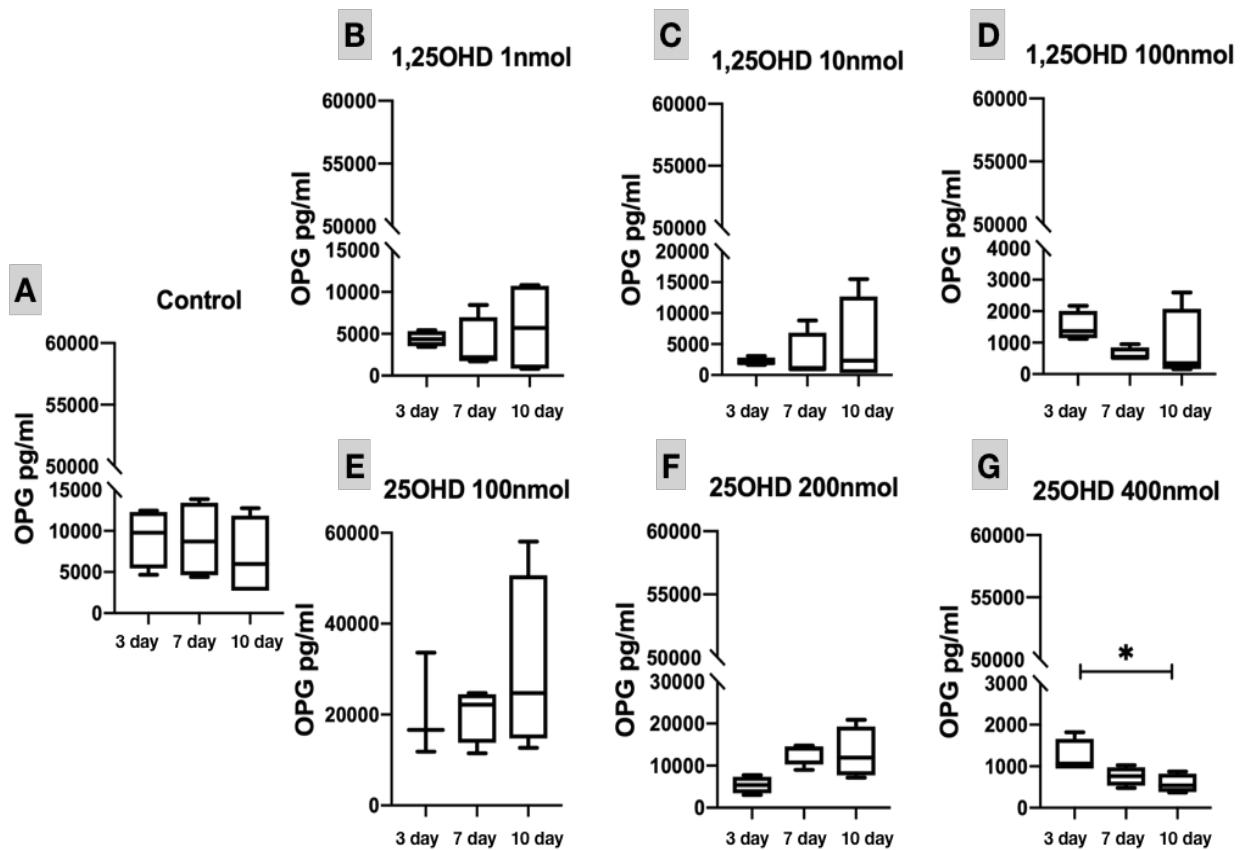 A
Control
OPG pg/ml
60000
55000
50000
15000
10000
5000
0
3 day 7 day 10 day
B
1,25OHD 1nmol
OPG pg/ml
60000
55000
50000
15000
10000
5000
0
3 day 7 day 10 day
C
1,25OHD 10nmol
OPG pg/ml
60000
55000
50000
20000
15000
10000
5000
0
3 day 7 day 10 day
D
1,25OHD 100nmol
OPG pg/ml
60000
55000
50000
4000
3000
2000
1000
0
3 day 7 day 10 day
E
25OHD 100nmol
OPG pg/ml
60000
40000
20000
0
3 day 7 day 10 day
F
25OHD 200nmol
OPG pg/ml
60000
55000
50000
30000
20000
10000
0
3 day 7 day 10 day
G
25OHD 400nmol
OPG pg/ml
60000
55000
50000
3000
2000
1000
0
*
3 day 7 day 10 day